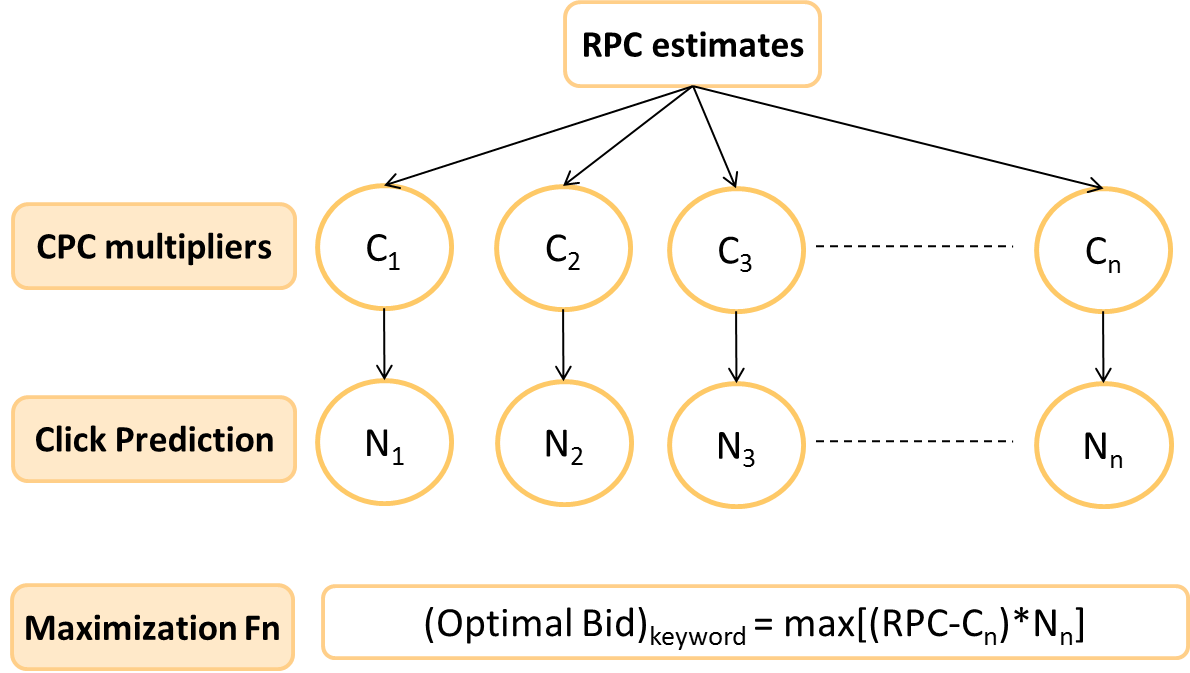 RPC estimates
CPC multipliers C1 C2 C3 Cn
Click Prediction N1 N2 N3 Nn
Maximization Fn (Optimal Bid)keyword = max[(RPC-Cn)*Nn]